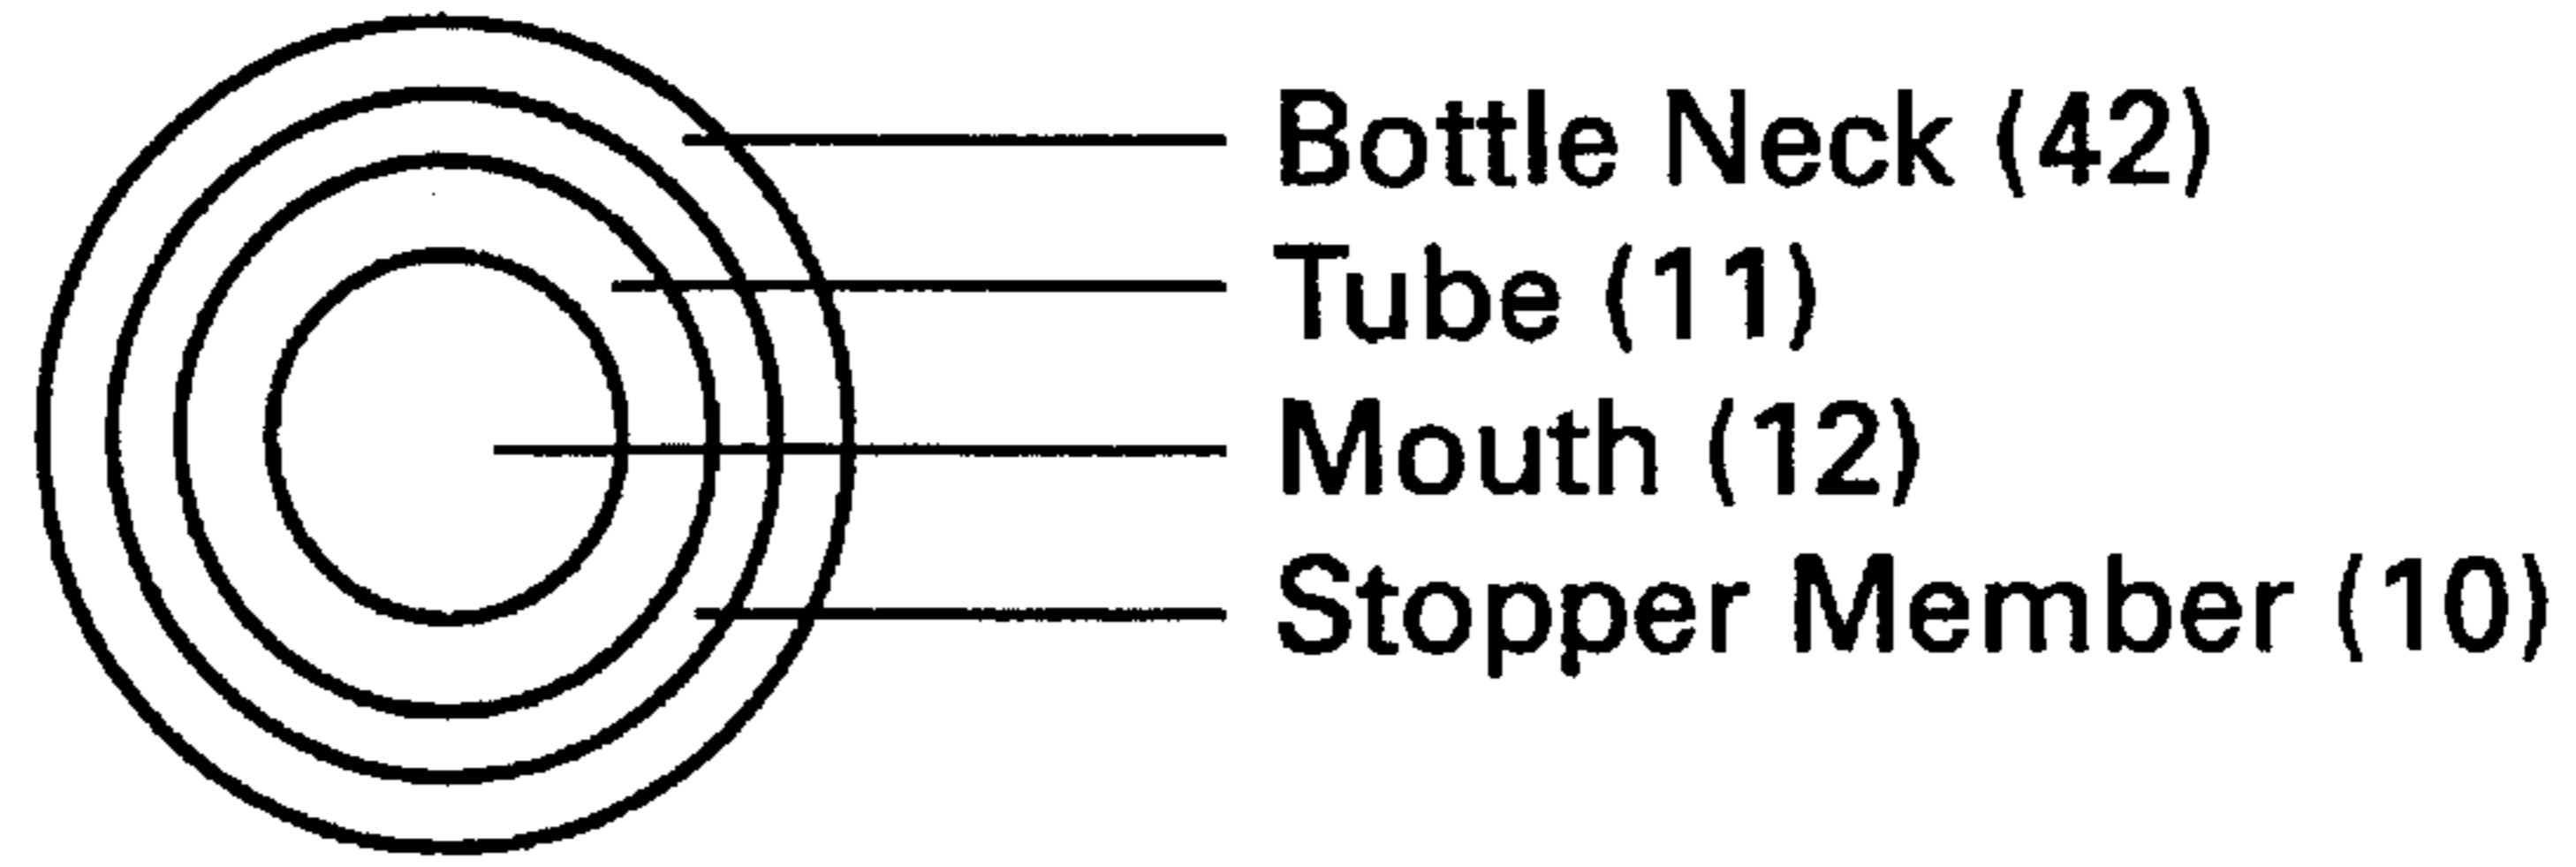 Bottle Neck (42)
Tube (11)
Mouth (12)
Stopper Member (10)